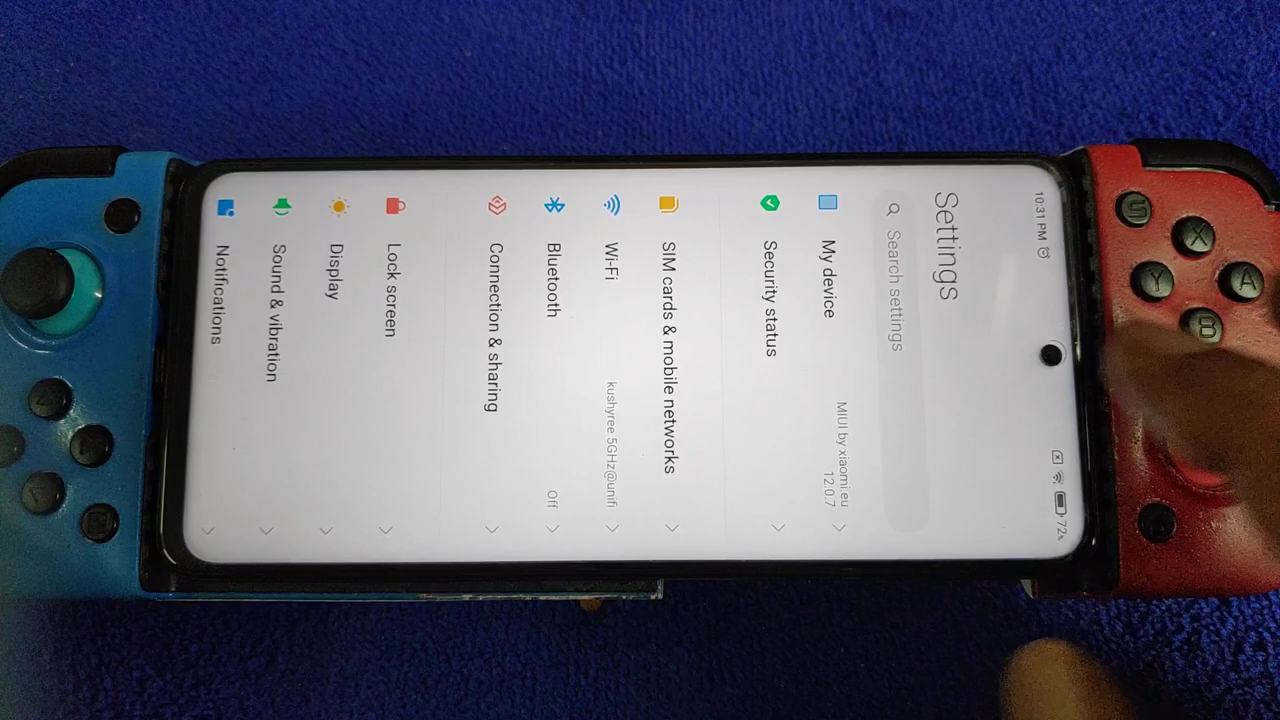 10:31 PM
72%
Settings
Search settings
My device
MIUI by xiaomi.eu
12.0.7
Security status
SIM cards & mobile networks
Wi-Fi
kushyree 5GHz@unifi
Bluetooth
Off
Connection & sharing
Lock screen
Display
Sound & vibration
Notifications
X
Y
A
B